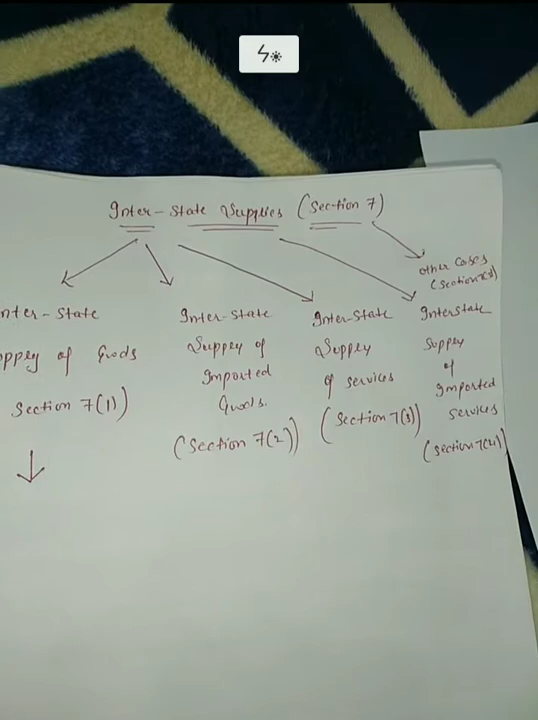 Inter-State Supplies (Section 7)
other cases
(Section 7(5))
nter-State
pply of Goods
Section 7(1)
Inter-State
Supply of
Imported
Goods.
(Section 7(2))
Inter-State
Supply
of services
(Section 7(3))
Interstate
Supply
of
Imported
services
(Section 7(4))